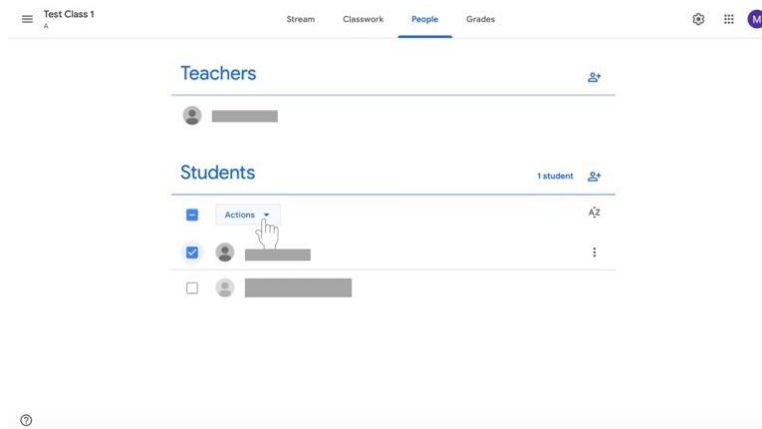 Test Class 1
A
Stream Classwork People Grades
M
Teachers
Students
1 student
Actions
AZ